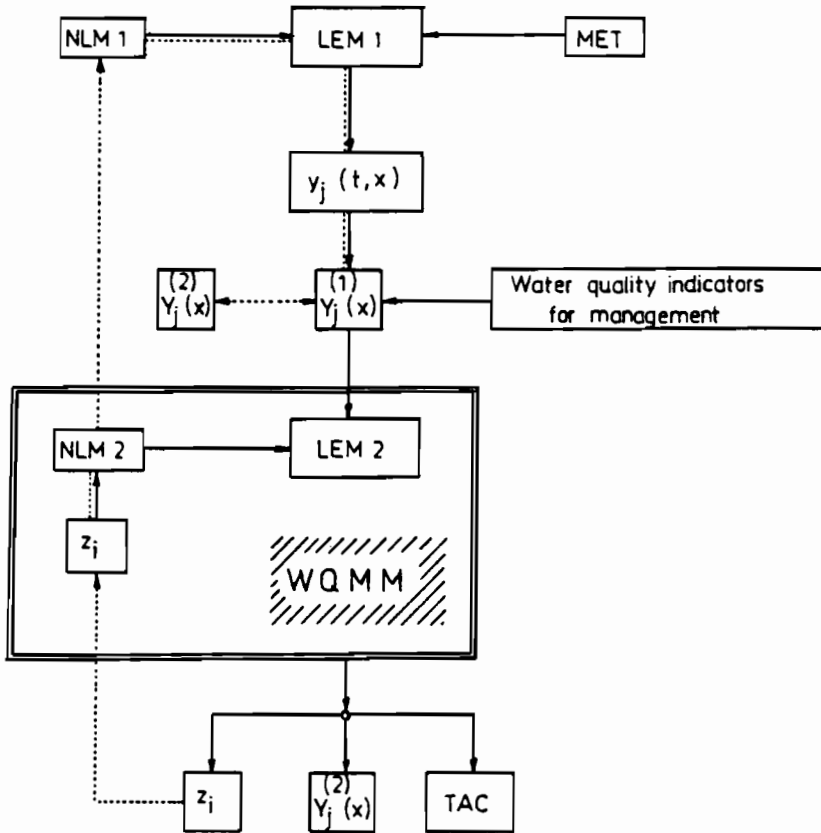 NLM 1
LEM 1
MET
y_j (t,x)
(2)
Y_j (x)
(1)
Y_j (x)
Water quality indicators
for management
NLM 2
LEM 2
z_i
WQMM
z_i
(2)
Y_j (x)
TAC